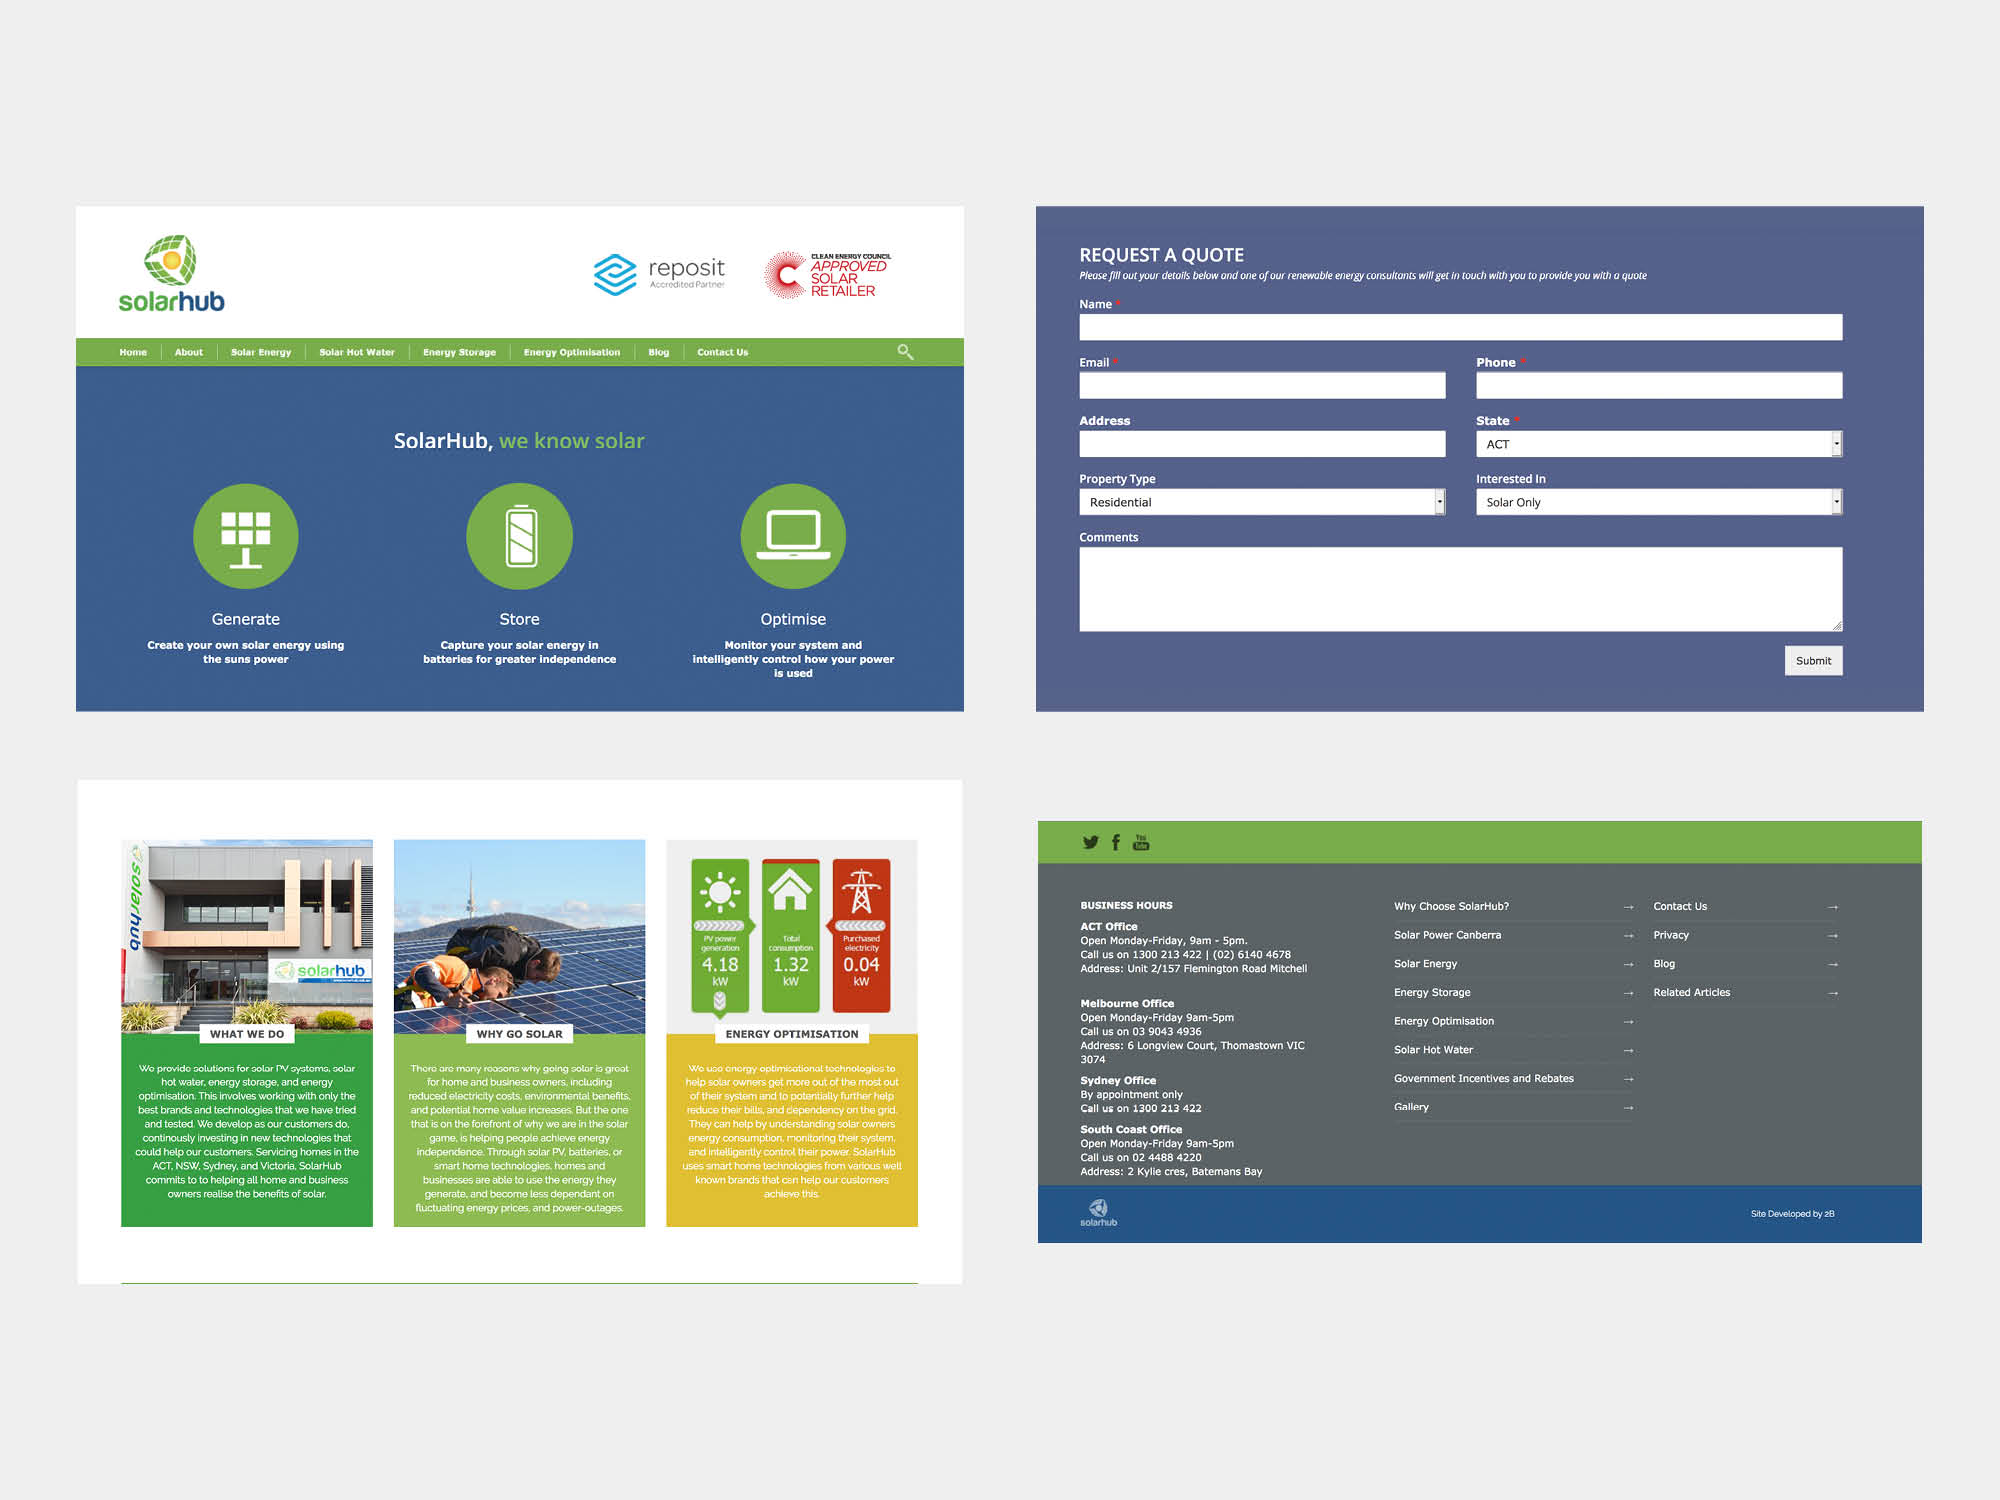 solarhub
reposit
Accredited Partner
CLEAN ENERGY COUNCIL
APPROVED
SOLAR
RETAILER
Home
About
Solar Energy
Solar Hot Water
Energy Storage
Energy Optimisation
Blog
Contact Us
SolarHub, we know solar
Generate
Create your own solar energy using
the suns power
Store
Capture your solar energy in
batteries for greater independence
Optimise
Monitor your system and
intelligently control how your power
is used
REQUEST A QUOTE
Please fill out your details below and one of our renewable energy consultants will get in touch with you to provide you with a quote
Name *
Email *
Phone *
Address
State *
ACT
Property Type
Residential
Interested In
Solar Only
Comments
Submit
solarhub
solarhub
WHAT WE DO
We provide solutions for solar PV systems, solar
hot water, energy storage, and energy
optimisation. This involves working with only the
best brands and technologies that we have tried
and tested. We develop as our customers do,
continously investing in new technologies that
could help our customers. Servicing homes in the
ACT, NSW, Sydney, and Victoria, SolarHub
commits to to helping all home and business
owners realise the benefits of solar.
WHY GO SOLAR
There are many reasons why going solar is great
for home and business owners, including
reduced electricity costs, environmental benefits,
and potential home value increases. But the one
that is on the forefront of why we are in the solar
game, is helping people achieve energy
independence. Through solar PV, batteries, or
smart home technologies, homes and
businesses are able to use the energy they
generate, and become less dependant on
fluctuating energy prices, and power-outages.
PV power
generation
4.18
kW
Total
consumption
1.32
kW
Purchased
electricity
0.04
kW
ENERGY OPTIMISATION
We use energy optimisational technologies to
help solar owners get more out of the most out
of their system and to potentially further help
reduce their bills, and dependency on the grid.
They can help by understanding solar owners
energy consumption, monitoring their system,
and intelligently control their power. SolarHub
uses smart home technologies from various well
known brands that can help our customers
achieve this.
You
Tube
BUSINESS HOURS
ACT Office
Open Monday-Friday, 9am - 5pm.
Call us on 1300 213 422 | (02) 6140 4678
Address: Unit 2/157 Flemington Road Mitchell
Melbourne Office
Open Monday-Friday 9am-5pm
Call us on 03 9043 4936
Address: 6 Longview Court, Thomastown VIC
3074
Sydney Office
By appointment only
Call us on 1300 213 422
South Coast Office
Open Monday-Friday 9am-5pm
Call us on 02 4488 4220
Address: 2 Kylie cres, Batemans Bay
Why Choose SolarHub?
Solar Power Canberra
Solar Energy
Energy Storage
Energy Optimisation
Solar Hot Water
Government Incentives and Rebates
Gallery
Contact Us
Privacy
Blog
Related Articles
solarhub
Site Developed by 2B